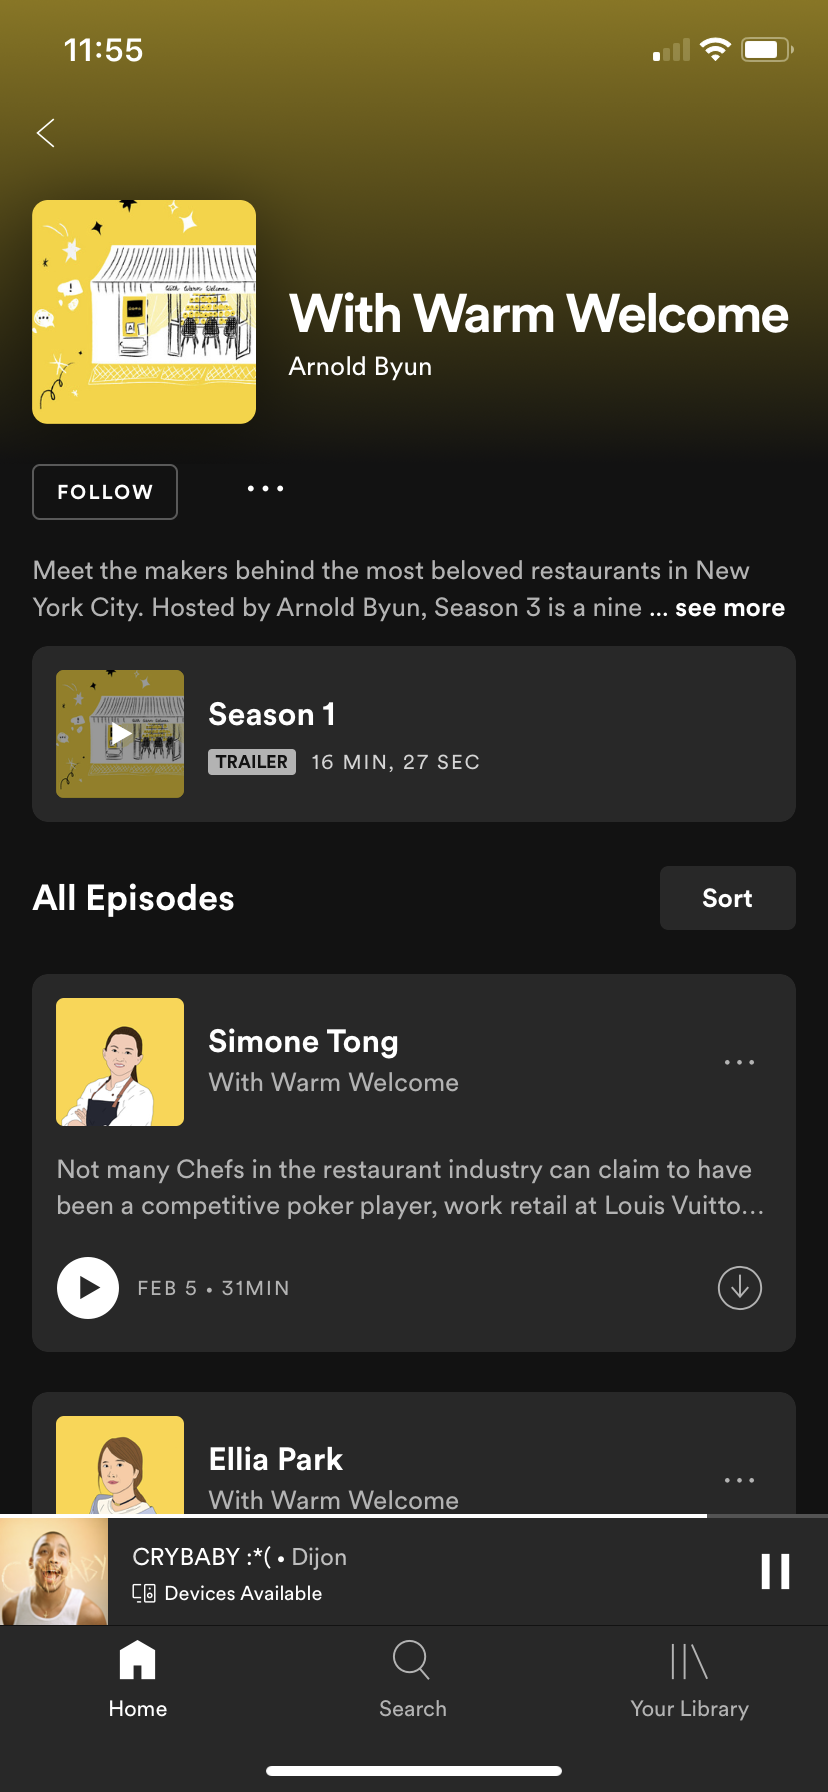 11:55
With Warm Welcome
With Warm Welcome
Arnold Byun
FOLLOW
Meet the makers behind the most beloved restaurants in New
York City. Hosted by Arnold Byun, Season 3 is a nine ... see more
Season 1
TRAILER 16 MIN, 27 SEC
All Episodes
Sort
Simone Tong
With Warm Welcome
Not many Chefs in the restaurant industry can claim to have
been a competitive poker player, work retail at Louis Vuitto...
FEB 5 • 31MIN
Ellia Park
With Warm Welcome
CRYBABY :*( • Dijon
Devices Available
Home
Search
Your Library